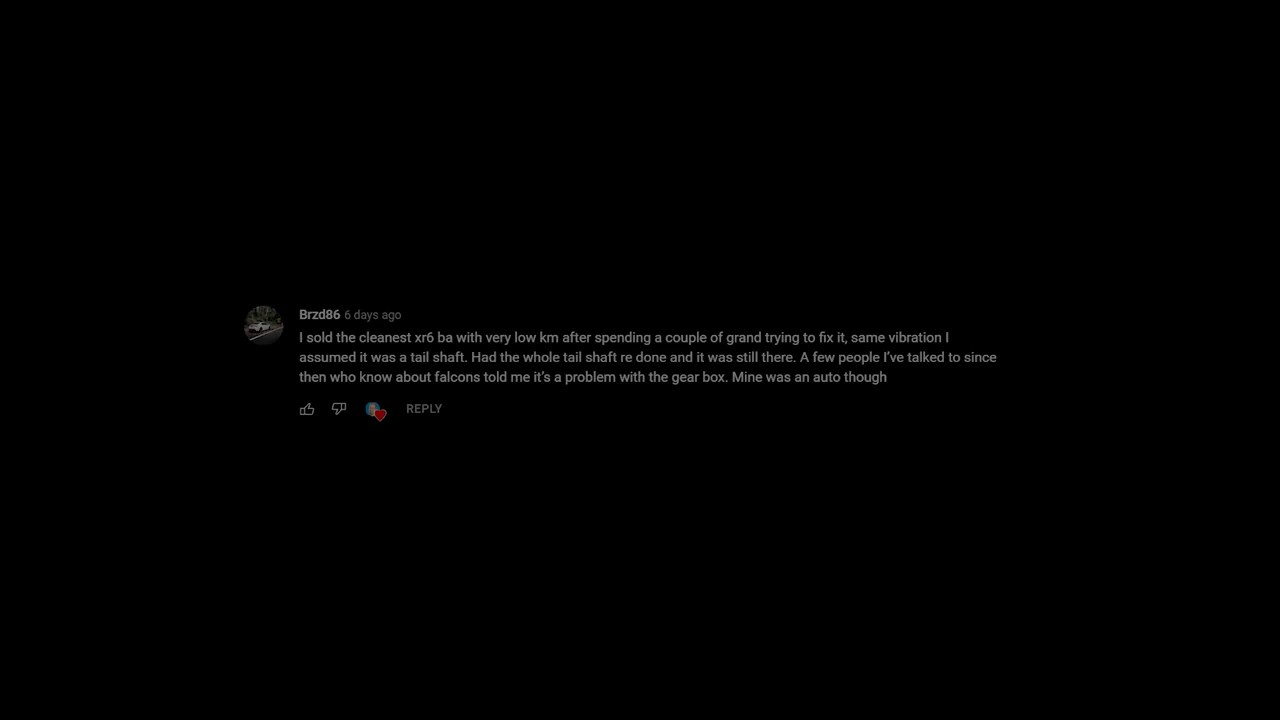 Brzd86 6 days ago
I sold the cleanest xr6 ba with very low km after spending a couple of grand trying to fix it, same vibration I
assumed it was a tail shaft. Had the whole tail shaft re done and it was still there. A few people I’ve talked to since
then who know about falcons told me it’s a problem with the gear box. Mine was an auto though
REPLY